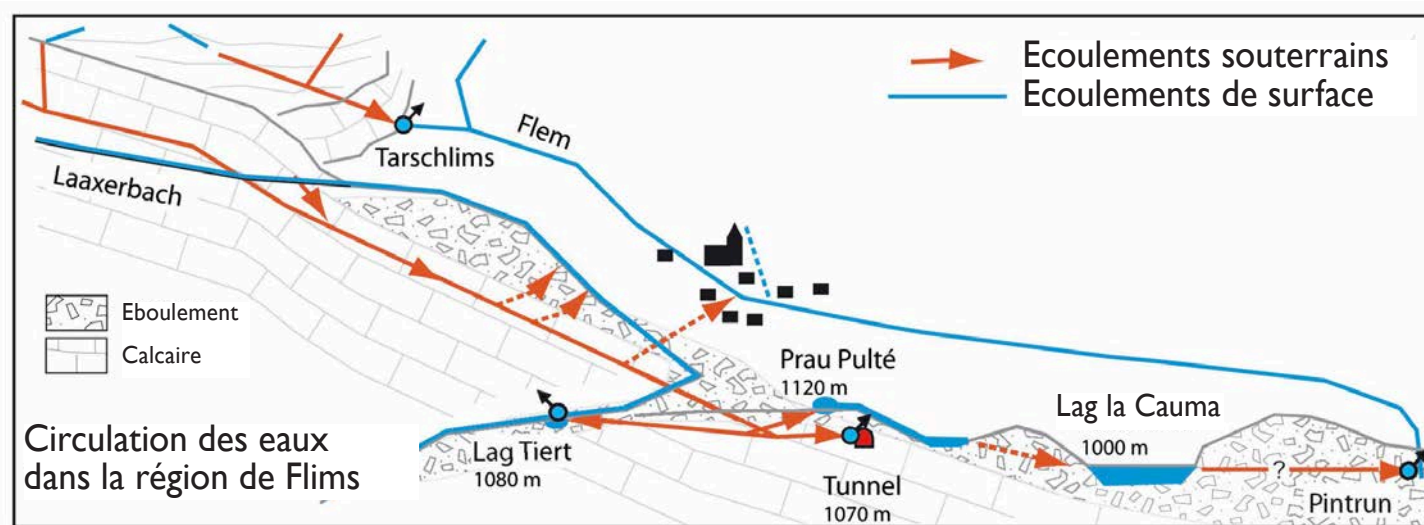 Ecoulements souterrains
Ecoulements de surface
Flem
Tarschlims
Laaxerbach
Eboulement
Calcaire
Prau Pulté
1120 m
Lag la Cauma
1000 m
Circulation des eaux
dans la région de Flims
Lag Tiert
1080 m
?
Tunnel
1070 m
Pintrun